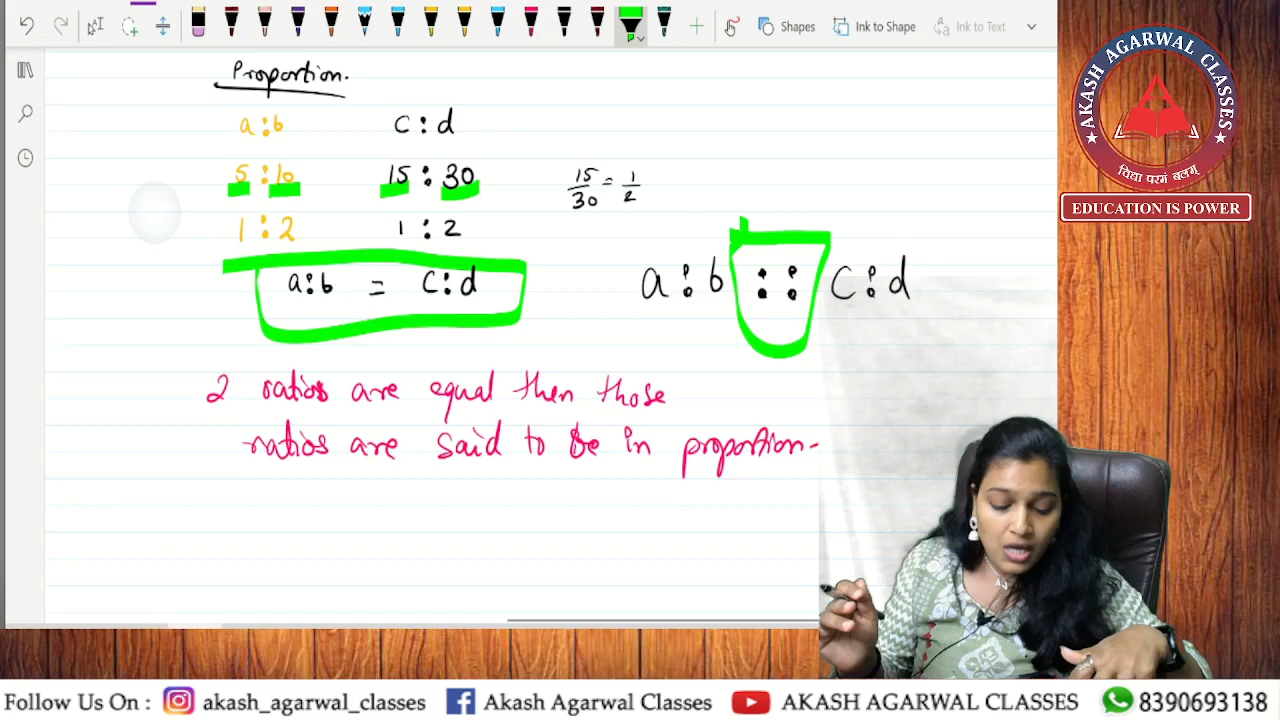 Shapes
Ink to Shape
Ink to Text
Proportion.
a:b
c:d
5:10
15:30
15/30 = 1/2
1:2
1:2
a:b = c:d
a:b :: c:d
2 ratios are equal then those
ratios are said to be in proportion-
AKASH AGARWAL CLASSES
विद्या परमं बलम्
EDUCATION IS POWER
Follow Us On :
akash_agarwal_classes
Akash Agarwal Classes
AKASH AGARWAL CLASSES
8390693138